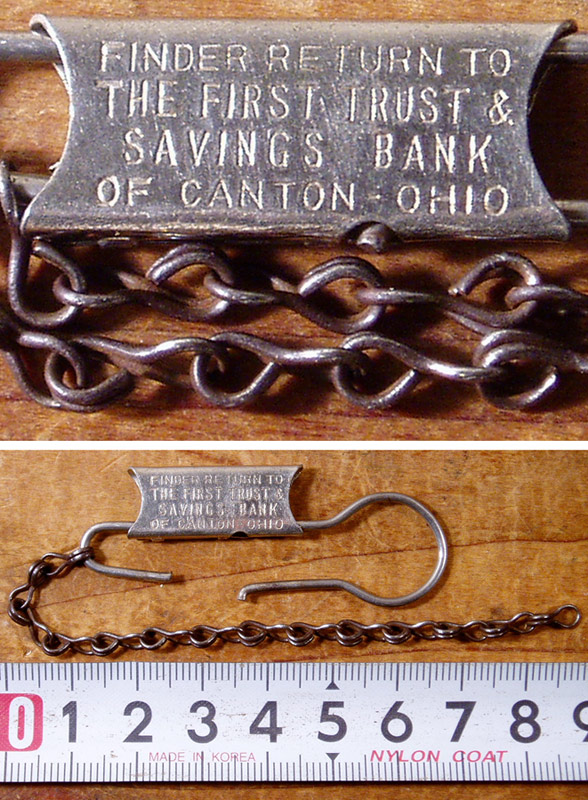 FINDER RETURN TO
THE FIRST TRUST &
SAVINGS BANK
OF CANTON-OHIO
FINDER RETURN TO
THE FIRST TRUST &
SAVINGS BANK
OF CANTON OHIO
0 1 2 3 4 5 6 7 8 9
MADE IN KOREA NYLON COAT